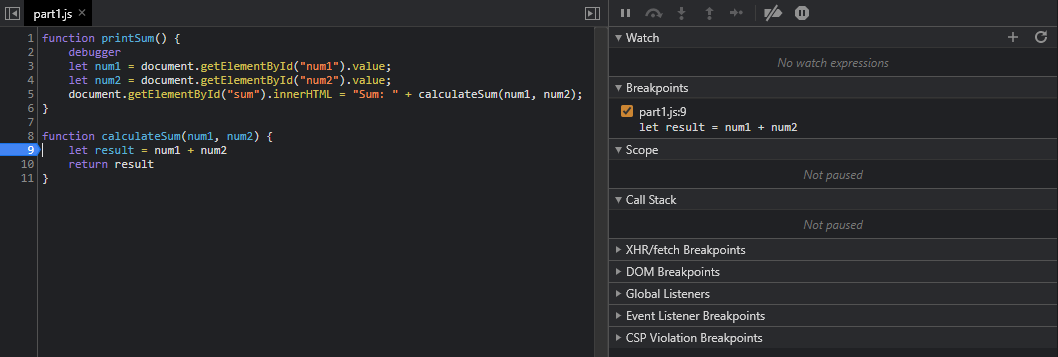 part1.js ×
1 function printSum() {
2     debugger
3     let num1 = document.getElementById("num1").value;
4     let num2 = document.getElementById("num2").value;
5     document.getElementById("sum").innerHTML = "Sum: " + calculateSum(num1, num2);
6 }
7
8 function calculateSum(num1, num2) {
9     let result = num1 + num2
10     return result
11 }
Watch
No watch expressions
Breakpoints
part1.js:9
let result = num1 + num2
Scope
Not paused
Call Stack
Not paused
XHR/fetch Breakpoints
DOM Breakpoints
Global Listeners
Event Listener Breakpoints
CSP Violation Breakpoints